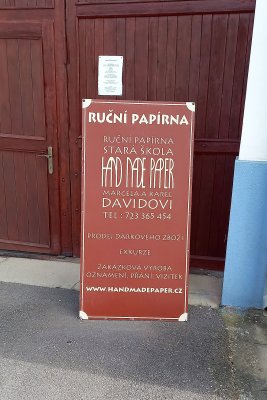 RUČNÍ PAPÍRNA
RUČNÍ PAPÍRNA
STARÁ ŠKOLA
HAND MADE PAPER
MARCELA A KAREL
DAVIDOVI
TEL : 723 365 454
PRODEJ DÁRKOVÉHO ZBOŽÍ
EXKURZE
ZAKÁZKOVÁ VÝROBA
OZNÁMENÍ, PŘÁNÍ, VIZITEK
WWW.HANDMADEPAPER.CZ